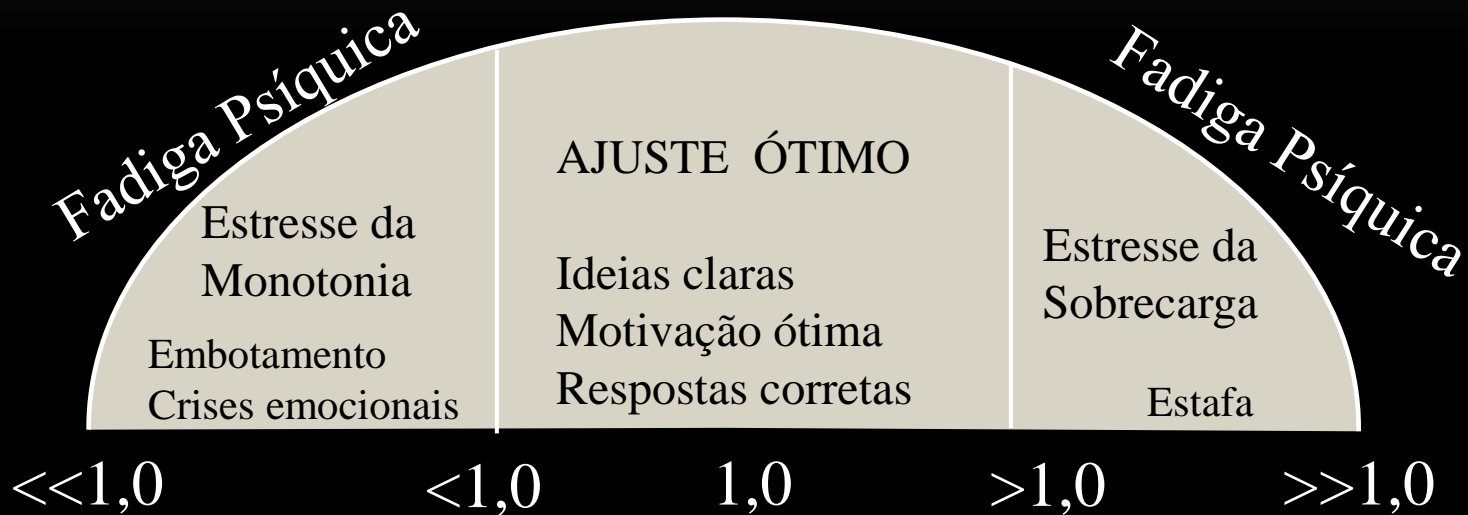 Fadiga Psíquica
Fadiga Psíquica
AJUSTE ÓTIMO
Estresse da
Monotonia
Embotamento
Crises emocionais
Ideias claras
Motivação ótima
Respostas corretas
Estresse da
Sobrecarga
Estafa
<<1,0
<1,0
1,0
>1,0
>>1,0